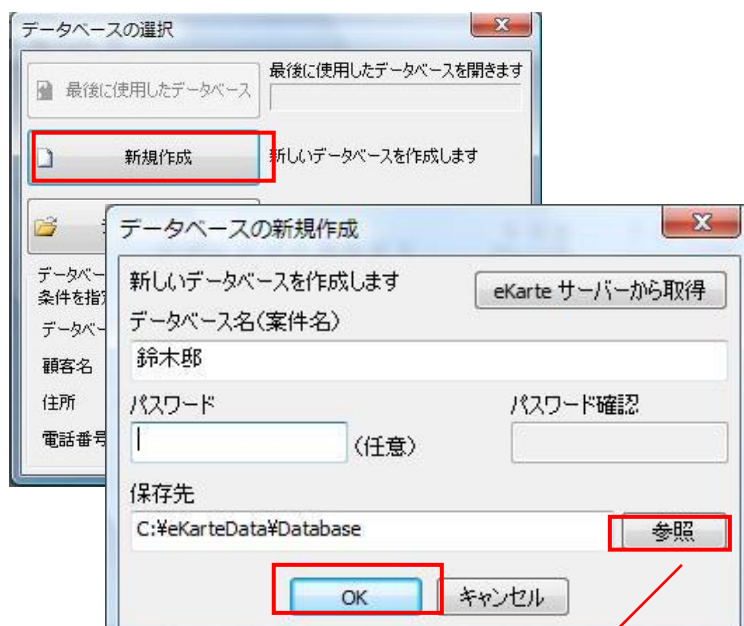 データベースの選択
最後に使用したデータベース
最後に使用したデータベースを開きます
新規作成
新しいデータベースを作成します
データベー
条件を指
データベー
顧客名
住所
電話番号
データベースの新規作成
新しいデータベースを作成します
eKarte サーバーから取得
データベース名(案件名)
鈴木邸
パスワード
パスワード確認
(任意)
保存先
C:¥eKarteData¥Database
参照
OK
キャンセル